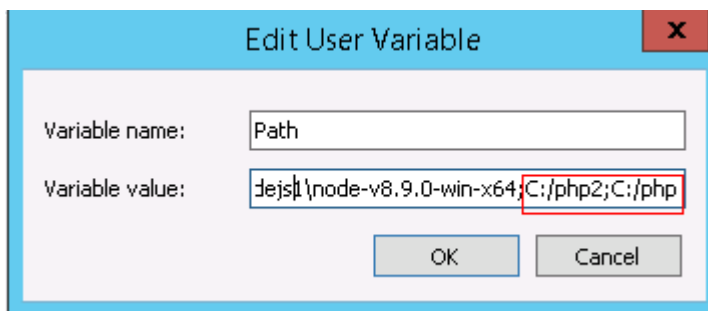 Edit User Variable
x
Variable name:
Path
Variable value:
dejs1\node-v8.9.0-win-x64;C:/php2;C:/php
OK
Cancel